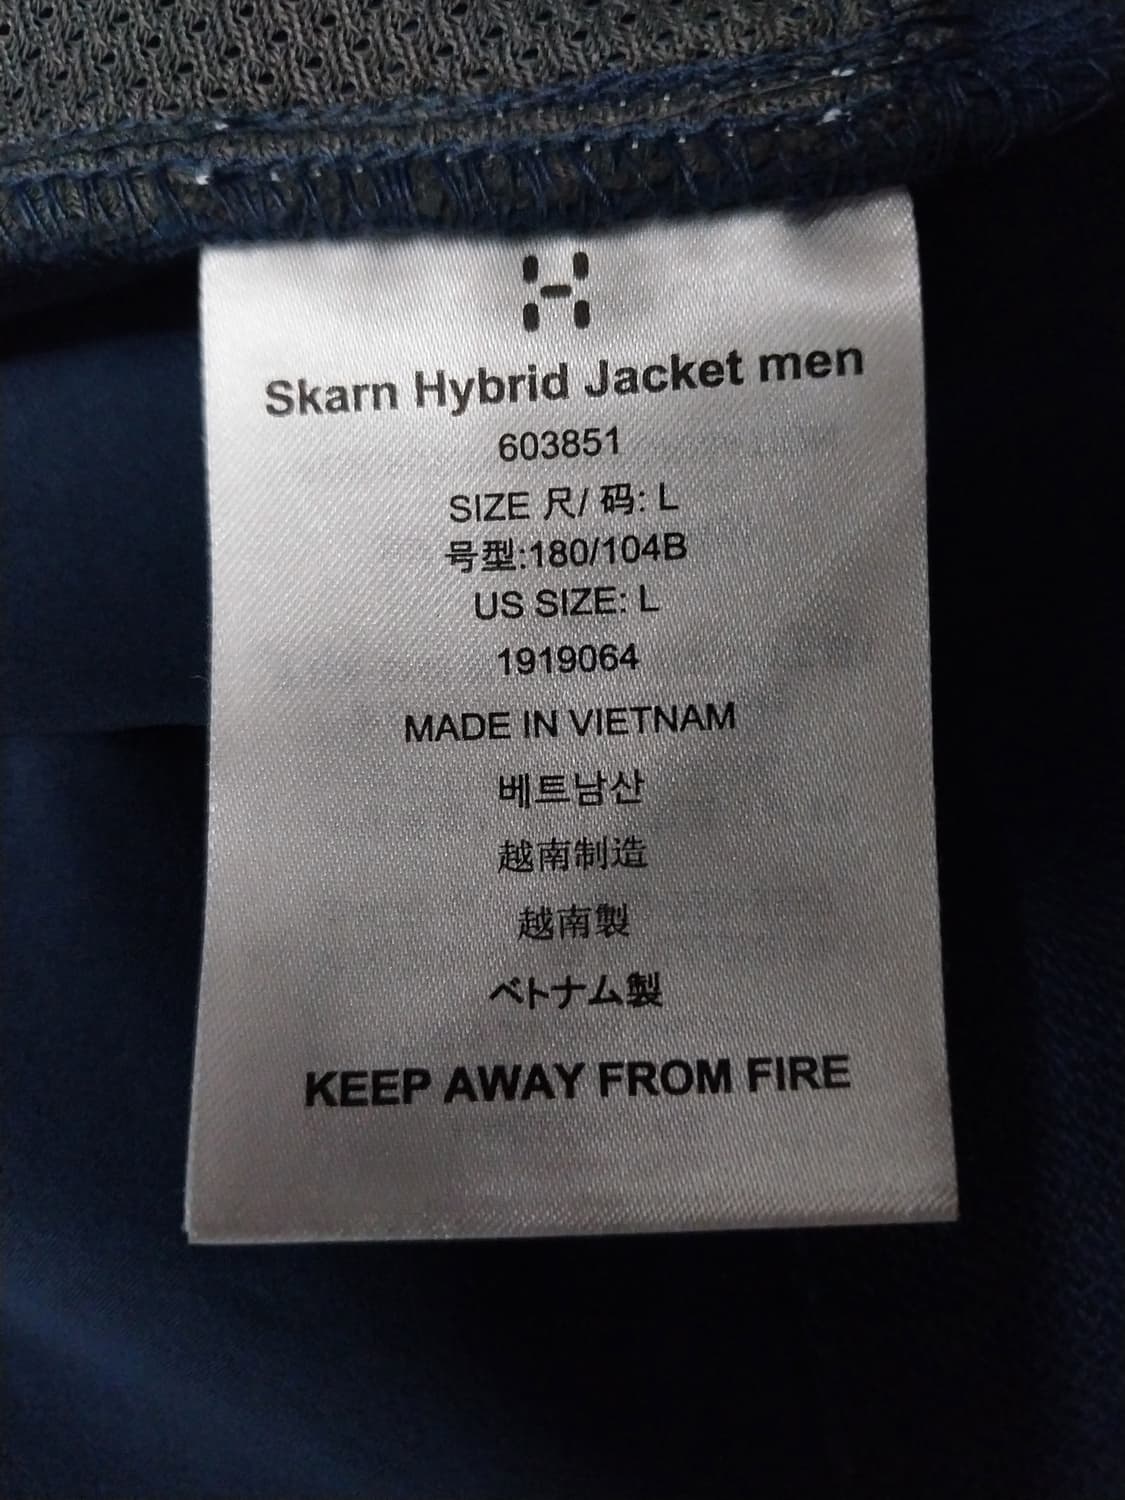 Skarn Hybrid Jacket men
603851
SIZE 尺/ 码: L
号型:180/104B
US SIZE: L
1919064
MADE IN VIETNAM
베트남산
越南制造
越南製
ベトナム製
KEEP AWAY FROM FIRE